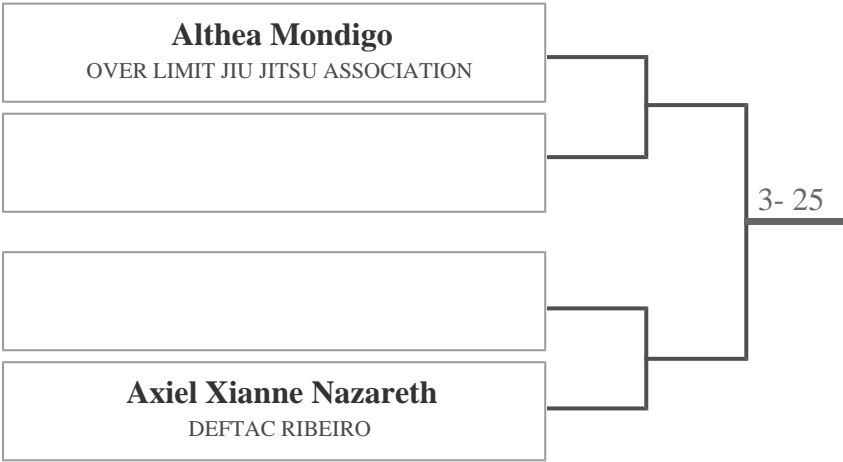 Althea Mondigo
OVER LIMIT JIU JITSU ASSOCIATION
3- 25
Axiel Xianne Nazareth
DEFTAC RIBEIRO